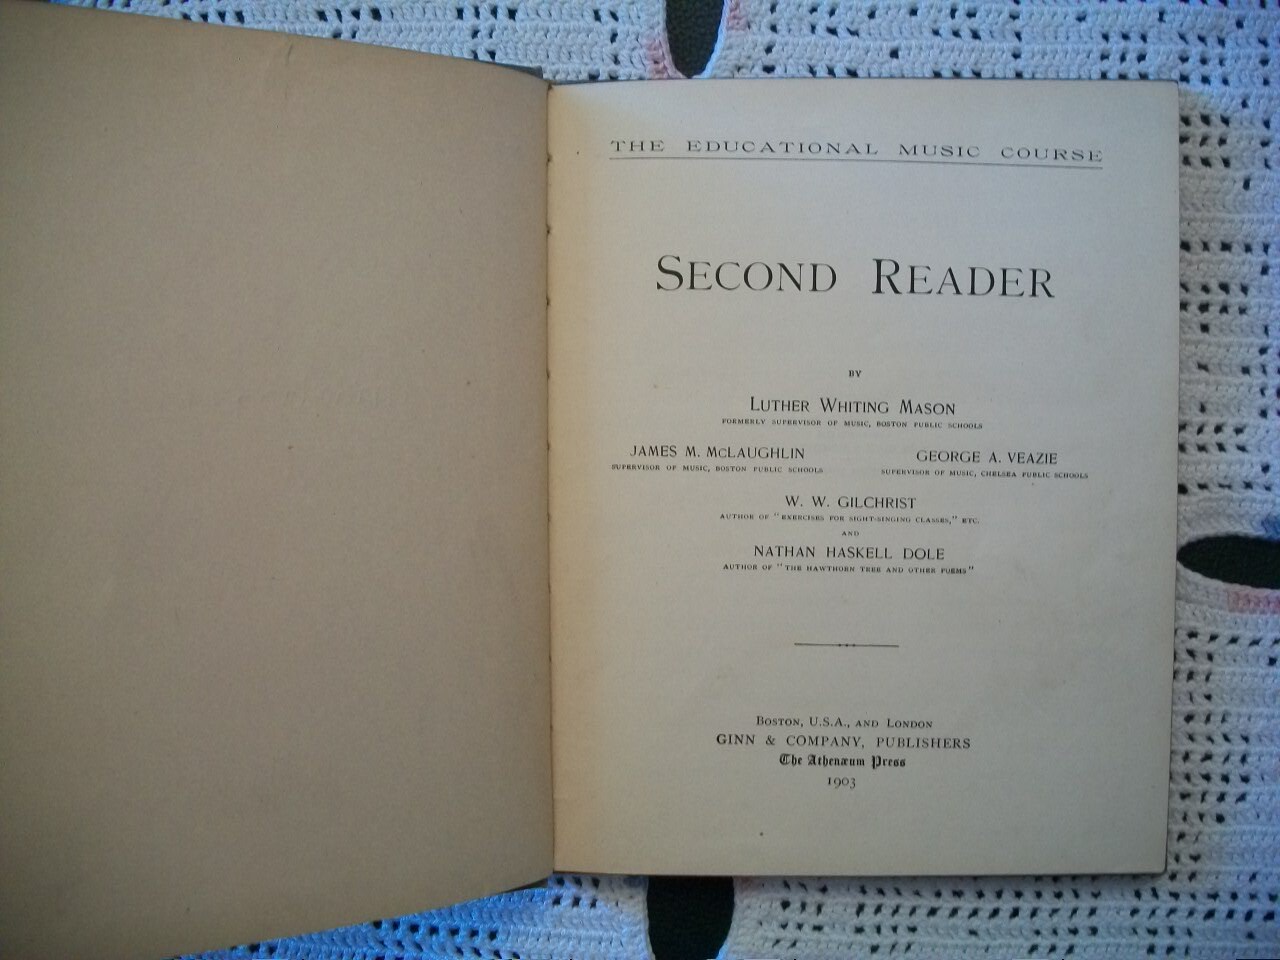 THE EDUCATIONAL MUSIC COURSE
SECOND READER
BY
LUTHER WHITING MASON
FORMERLY SUPERVISOR OF MUSIC, BOSTON PUBLIC SCHOOLS
JAMES M. MCLAUGHLIN GEORGE A. VEAZIE
SUPERVISOR OF MUSIC, BOSTON PUBLIC SCHOOLS SUPERVISOR OF MUSIC, CHELSEA PUBLIC SCHOOLS
W. W. GILCHRIST
AUTHOR OF "EXERCISES FOR SIGHT-SINGING CLASSES," ETC.
AND
NATHAN HASKELL DOLE
AUTHOR OF "THE HAWTHORN TREE AND OTHER POEMS"
BOSTON, U.S.A., AND LONDON
GINN & COMPANY, PUBLISHERS
The Athenæum Press
1903